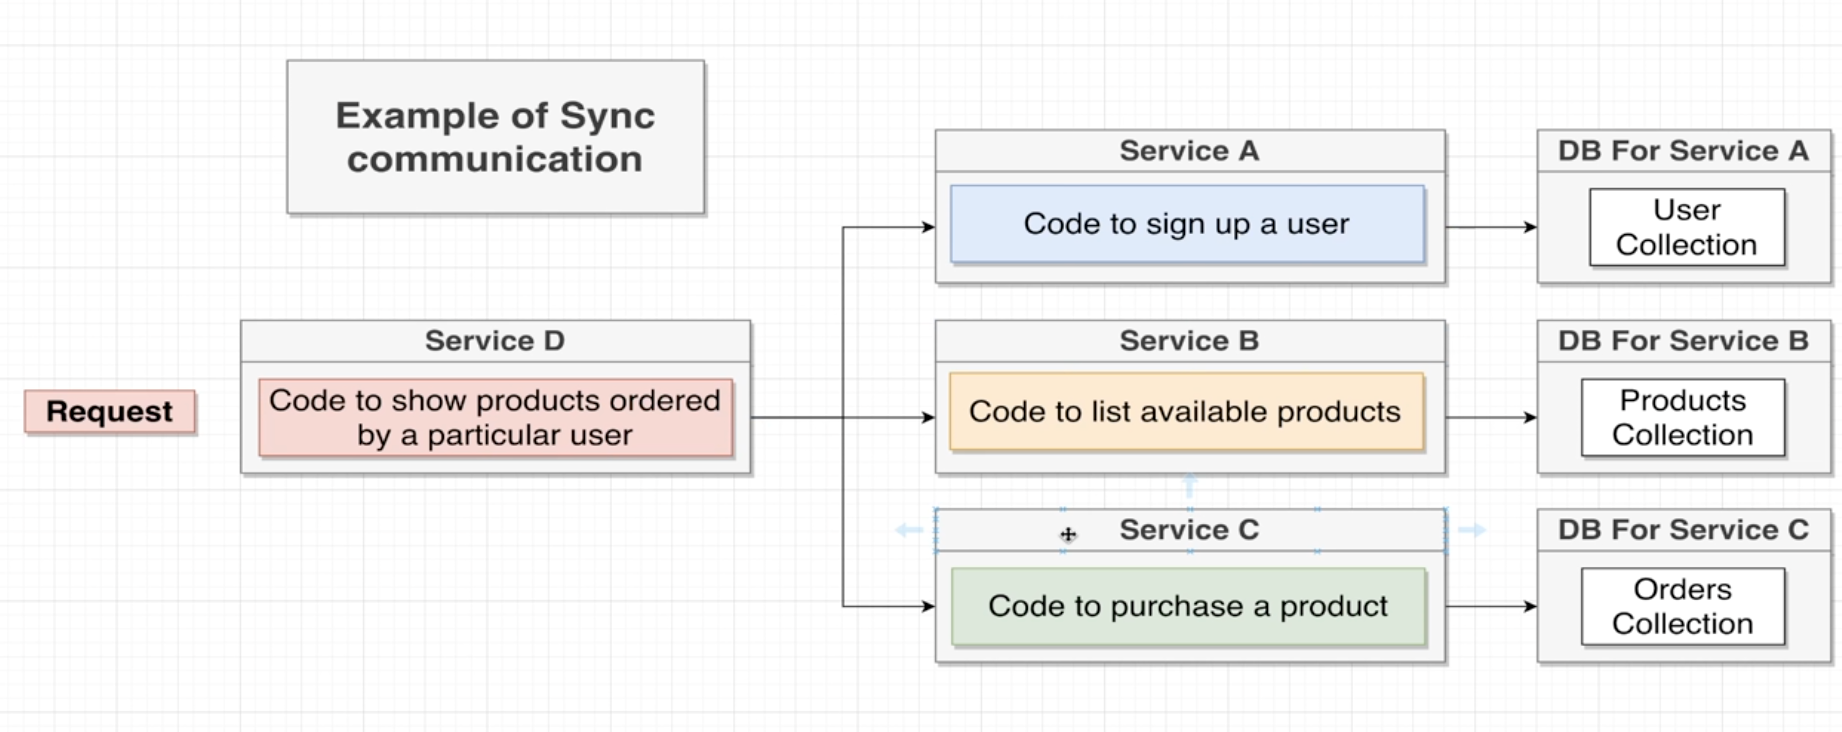 Example of Sync
communication
Request
Service D
Code to show products ordered
by a particular user
Service A
Code to sign up a user
DB For Service A
User
Collection
Service B
Code to list available products
DB For Service B
Products
Collection
Service C
Code to purchase a product
DB For Service C
Orders
Collection